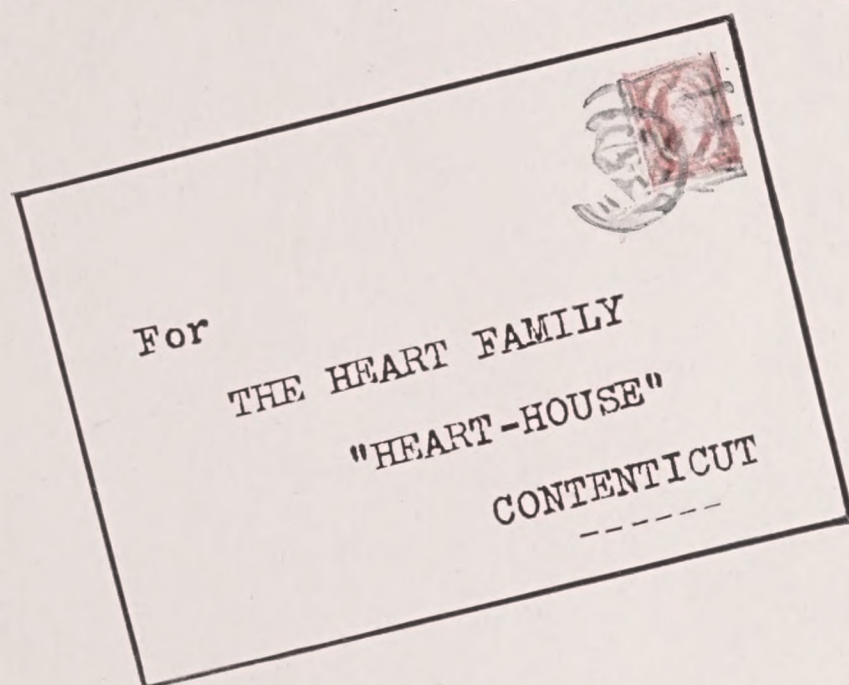 For
THE HEART FAMILY
"HEART-HOUSE"
CONTENTICUT
------